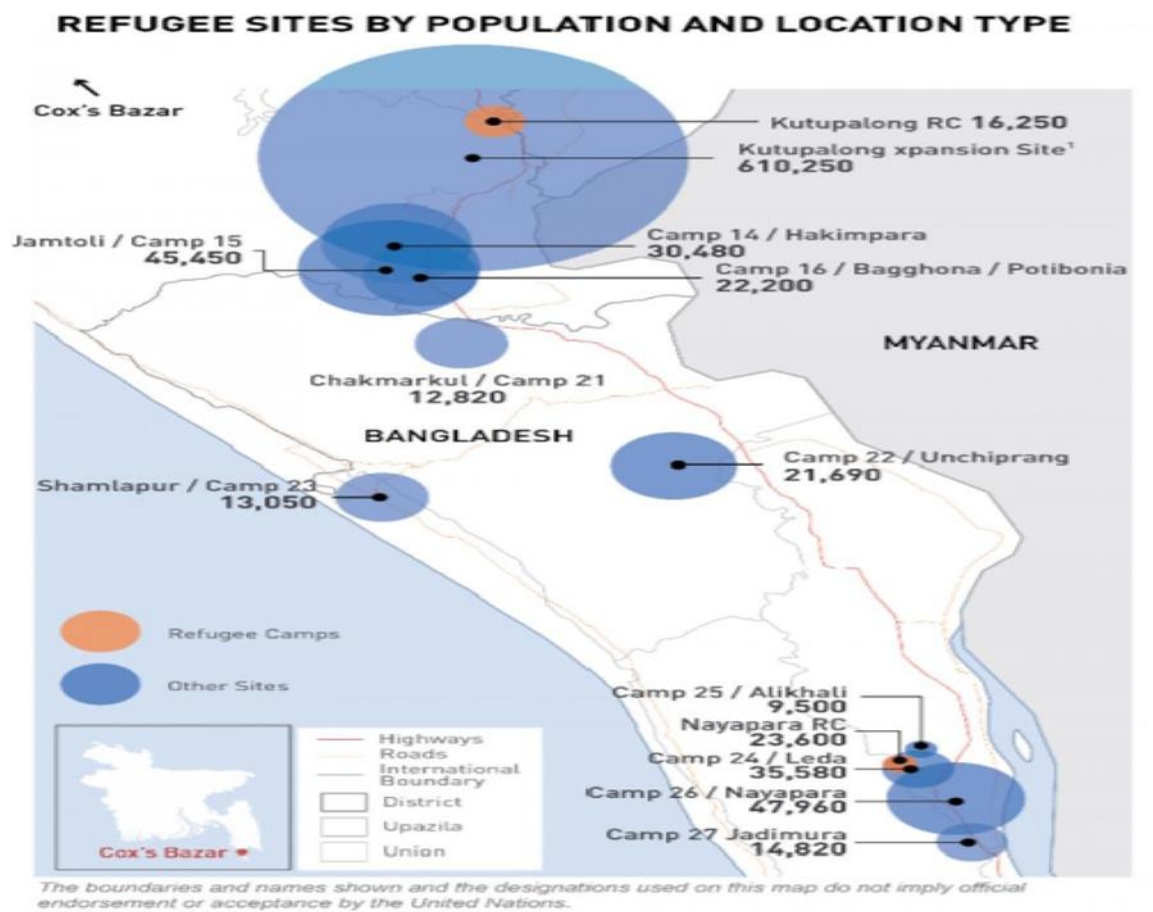 REFUGEE SITES BY POPULATION AND LOCATION TYPE
Cox's Bazar
Kutupalong RC 16,250
Kutupalong xpansion Site¹
610,250
Jamtoli / Camp 15
45,450
Camp 14 / Hakimpara
30,480
Camp 16 / Bagghona / Potibonia
22,200
MYANMAR
Chakmarkul / Camp 21
12,820
BANGLADESH
Camp 22 / Unchiprang
21,690
Shamlapur / Camp 23
13,050
Refugee Camps
Other Sites
Camp 25 / Alikhali
9,500
Nayapara RC
23,600
Camp 24 / Leda
35,580
Camp 26 / Nayapara
47,960
Camp 27 Jadimura
14,820
Highways
Roads
International
Boundary
District
Upazila
Union
Cox's Bazar
The boundaries and names shown and the designations used on this map do not imply official
endorsement or acceptance by the United Nations.